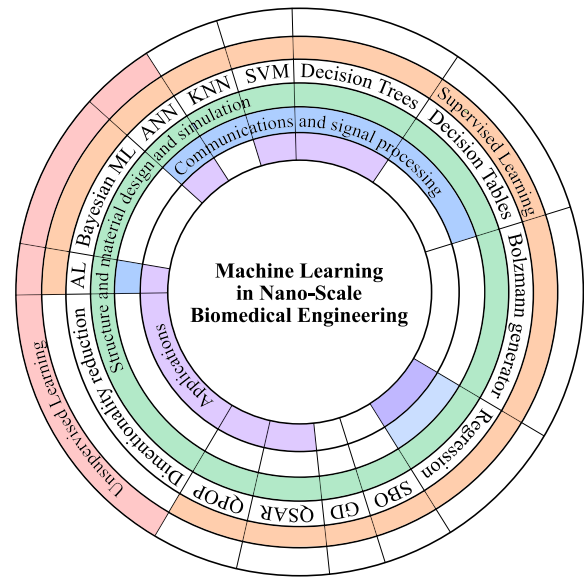 Machine Learning
in Nano-Scale
Biomedical Engineering
Supervised Learning
Unsupervised Learning
AL
Bayesian ML
ANN
KNN
SVM
Decision Trees
Decision Tables
Bolzmann generator
Regression
SBO
GD
QSAR
QPOP
Dimentionality reduction
Structure and material design and simulation
Communications and signal processing
Applications